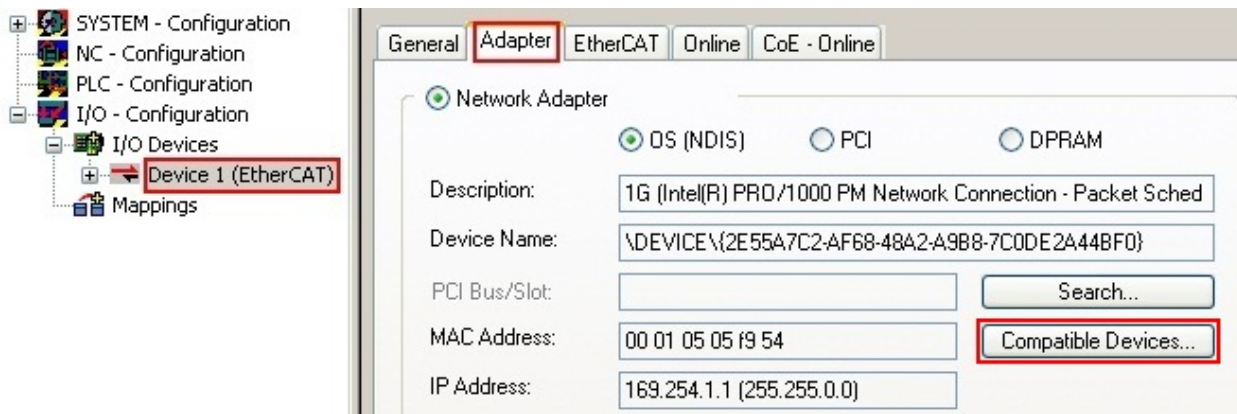 SYSTEM - Configuration
NC - Configuration
PLC - Configuration
I/O - Configuration
I/O Devices
Device 1 (EtherCAT)
Mappings
General Adapter EtherCAT Online CoE - Online
Network Adapter
OS (NDIS) PCI DPRAM
Description: 1G (Intel(R) PRO/1000 PM Network Connection - Packet Sched
Device Name: \DEVICE\{2E55A7C2-AF68-48A2-A9B8-7C0DE2A44BF0}
PCI Bus/Slot: Search...
MAC Address: 00 01 05 05 f9 54 Compatible Devices...
IP Address: 169.254.1.1 (255.255.0.0)